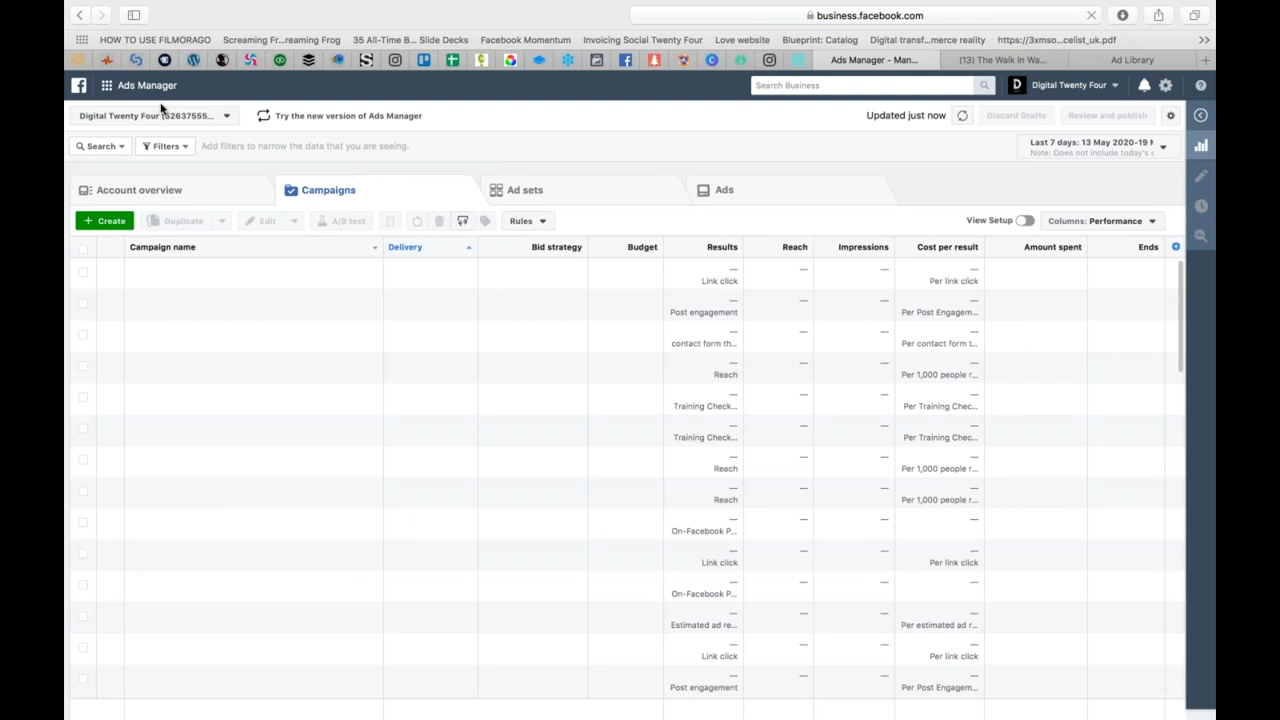 business.facebook.com
HOW TO USE FILMORAGO Screaming Fr...reaming Frog 35 All-Time B... Slide Decks Facebook Momentum Invoicing Social Twenty Four Love website Blueprint: Catalog Digital transf...merce reality https://3xmso...celist_uk.pdf
Ads Manager - Man... (13) The Walk In Wa... Ad Library
Ads Manager Search Business Digital Twenty Four
Digital Twenty Four (52637555... Try the new version of Ads Manager Updated just now Discard Drafts Review and publish
Search Filters Add filters to narrow the data that you are seeing. Last 7 days: 13 May 2020-19 M
Note: Does not include today's
Account overview Campaigns Ad sets Ads
+ Create Duplicate Edit A/B test Rules View Setup Columns: Performance
Campaign name Delivery Bid strategy Budget Results Reach Impressions Cost per result Amount spent Ends
— — — —
Link click Per link click
— — — —
Post engagement Per Post Engagem...
— — — —
contact form th... Per contact form t...
— — — —
Reach Per 1,000 people r...
— — — —
Training Check... Per Training Chec...
— — — —
Training Check... Per Training Chec...
— — — —
Reach Per 1,000 people r...
— — — —
Reach Per 1,000 people r...
— — — —
On-Facebook P...
— — — —
Link click Per link click
— — — —
On-Facebook P...
— — — —
Estimated ad re... Per estimated ad r...
— — — —
Link click Per link click
— — — —
Post engagement Per Post Engagem...